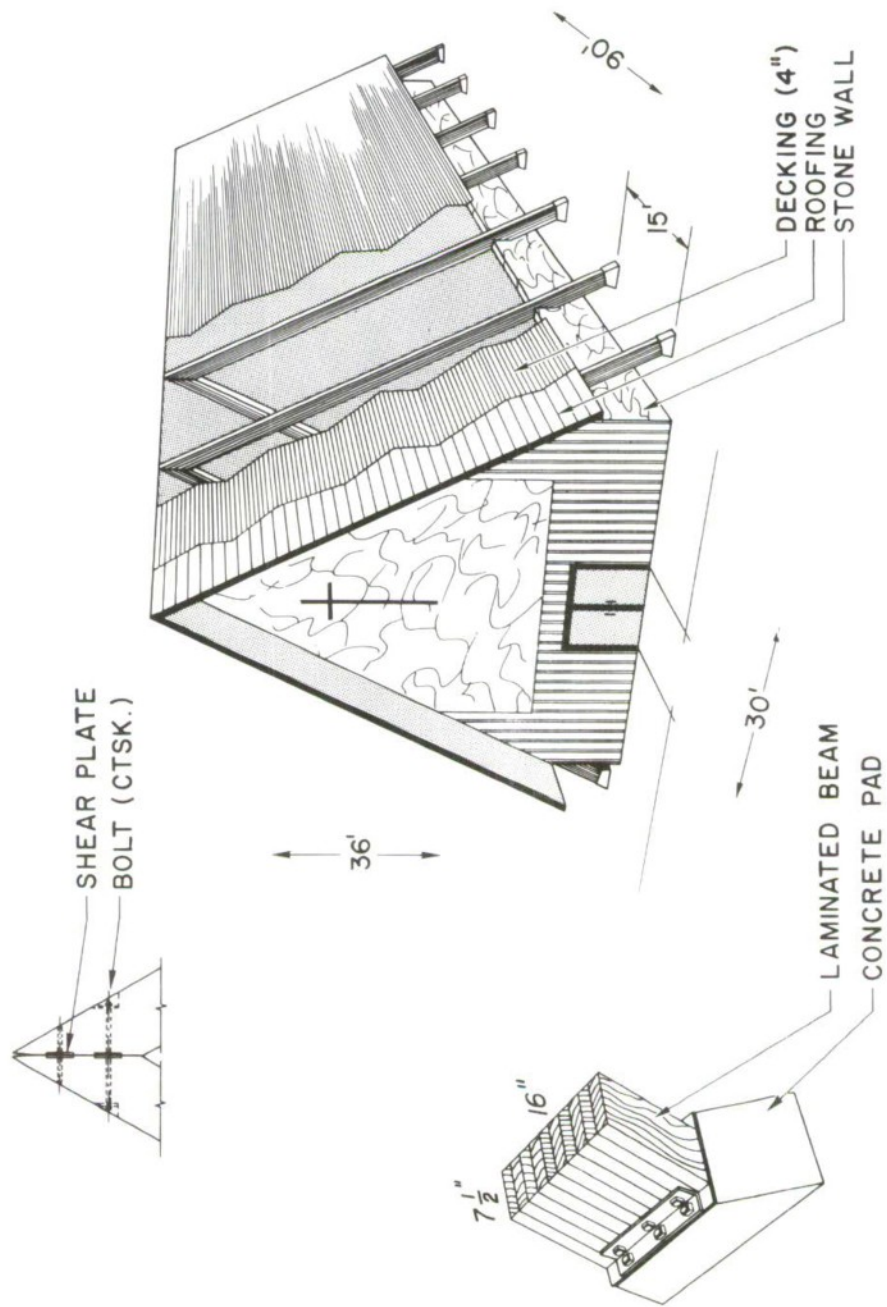 SHEAR PLATE
BOLT (CTSK.)
36'
30'
90'
15'
DECKING (4")
ROOFING
STONE WALL
7 1/2"
16"
LAMINATED BEAM
CONCRETE PAD